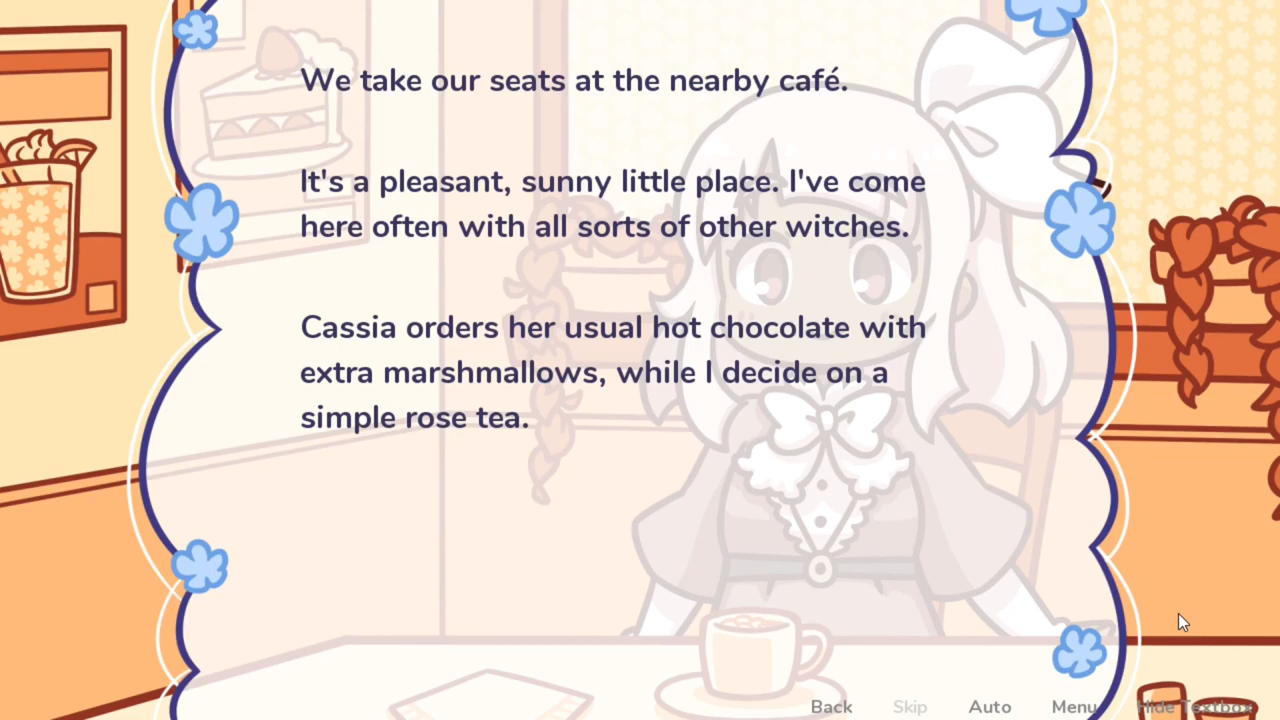 We take our seats at the nearby café.
It's a pleasant, sunny little place. I've come
here often with all sorts of other witches.
Cassia orders her usual hot chocolate with
extra marshmallows, while I decide on a
simple rose tea.
Back Skip Auto Menu Hide Textbox